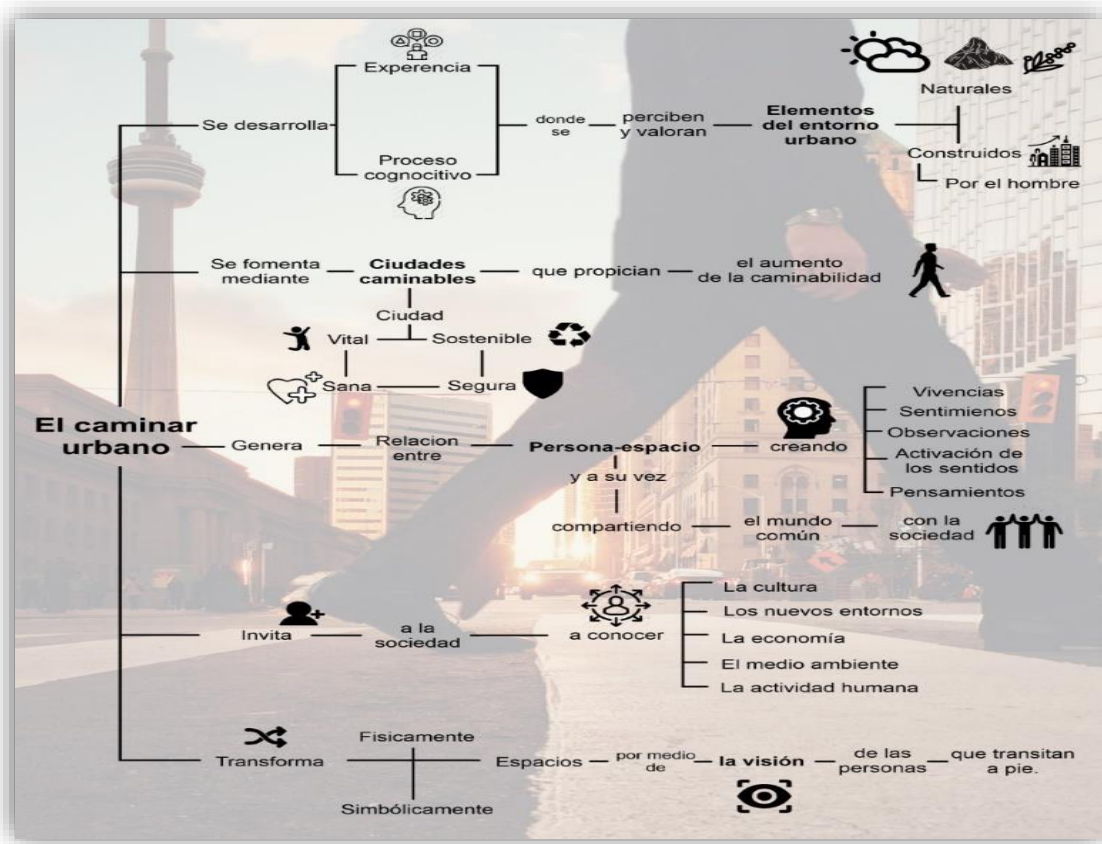 El caminar
urbano
Se desarrolla
Experencia
Proceso
cognocitivo
donde
se
perciben
y valoran
Elementos
del entorno
urbano
Naturales
Construidos
Por el hombre
Se fomenta
mediante
Ciudades
caminables
que propician
el aumento
de la caminabilidad
Ciudad
Vital
Sostenible
Sana
Segura
Genera
Relacion
entre
Persona-espacio
creando
Vivencias
Sentimienos
Observaciones
Activación de
los sentidos
Pensamientos
y a su vez
compartiendo
el mundo
común
con la
sociedad
Invita
a la
sociedad
a conocer
La cultura
Los nuevos entornos
La economía
El medio ambiente
La actividad humana
Transforma
Fisicamente
Simbólicamente
Espacios
por medio
de
la visión
de las
personas
que transitan
a pie.